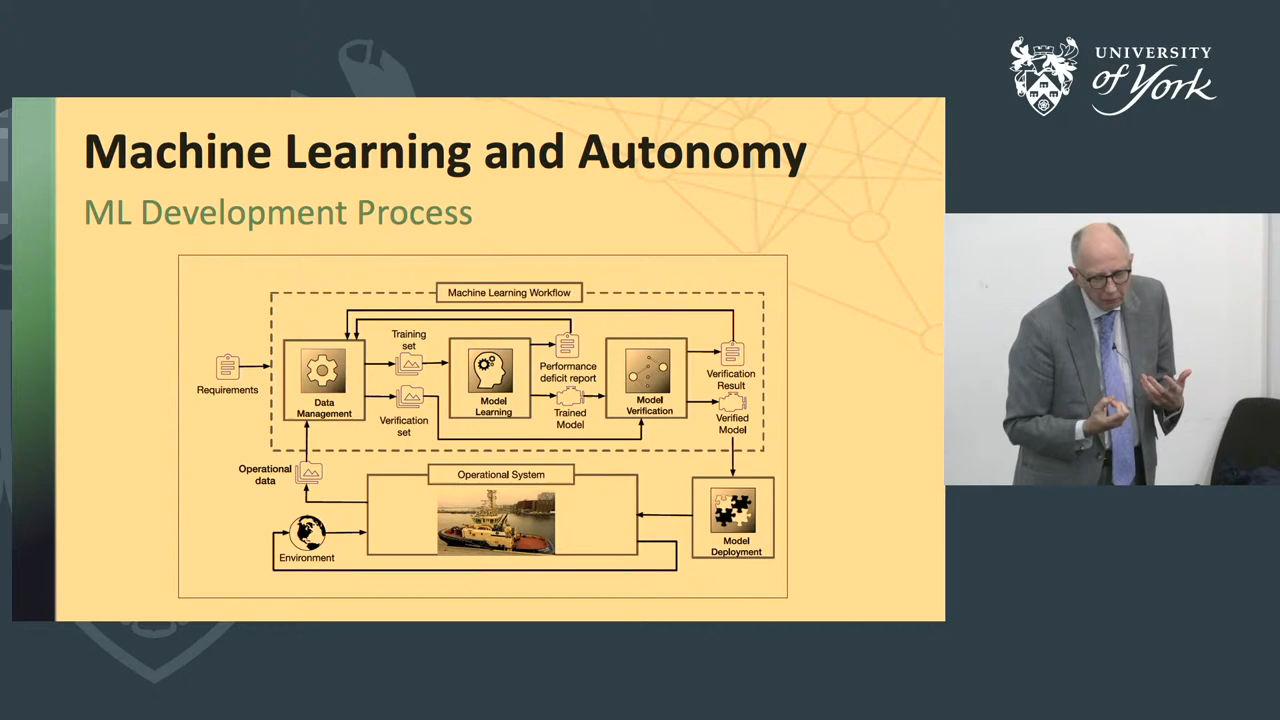 UNIVERSITY
of York
Machine Learning and Autonomy
ML Development Process
Machine Learning Workflow
Requirements
Data
Management
Training
set
Verification
set
Model
Learning
Performance
deficit report
Trained
Model
Model
Verification
Verification
Result
Verified
Model
Operational
data
Operational System
Environment
Model
Deployment